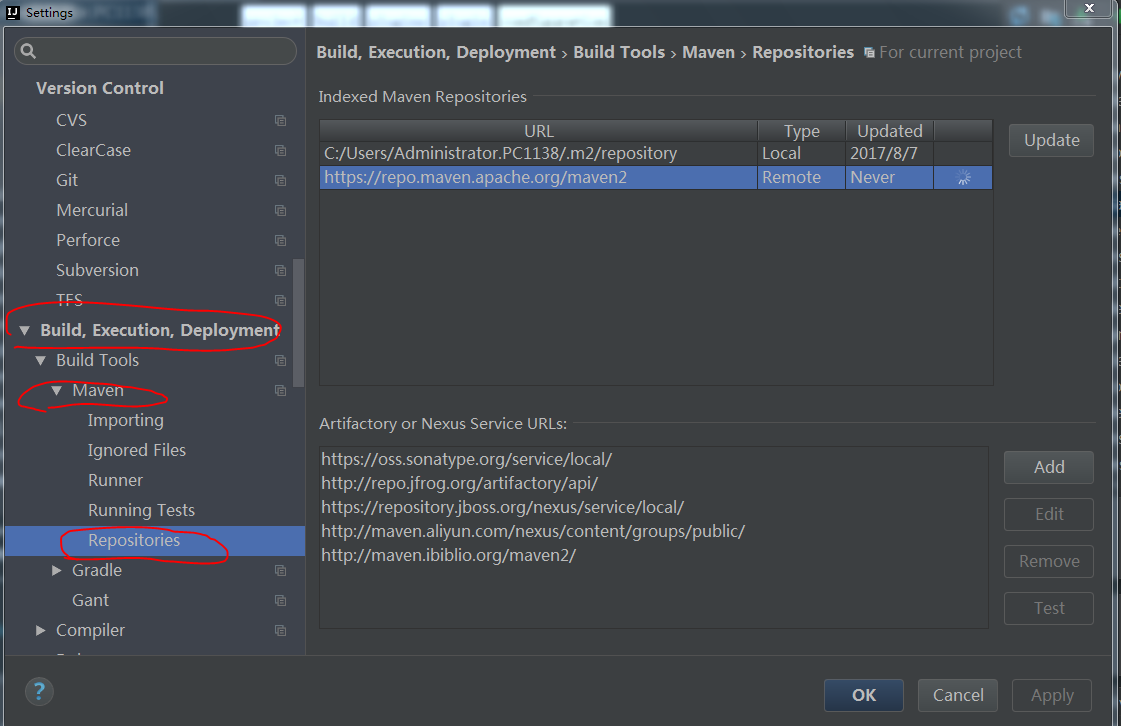 IJ Settings
Build, Execution, Deployment › Build Tools › Maven › Repositories For current project
Version Control
CVS
ClearCase
Git
Mercurial
Perforce
Subversion
TFS
Build, Execution, Deployment
Build Tools
Maven
Importing
Ignored Files
Runner
Running Tests
Repositories
Gradle
Gant
Compiler
Indexed Maven Repositories
URL Type Updated
C:/Users/Administrator.PC1138/.m2/repository Local 2017/8/7
https://repo.maven.apache.org/maven2 Remote Never
Update
Artifactory or Nexus Service URLs:
https://oss.sonatype.org/service/local/
http://repo.jfrog.org/artifactory/api/
https://repository.jboss.org/nexus/service/local/
http://maven.aliyun.com/nexus/content/groups/public/
http://maven.ibiblio.org/maven2/
Add
Edit
Remove
Test
?
OK Cancel Apply